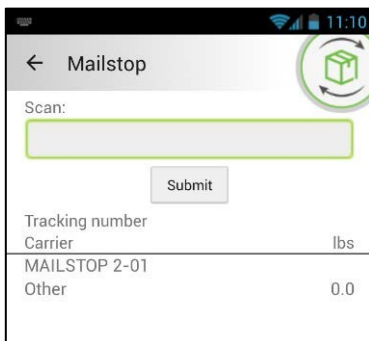 11:10
Mailstop
Scan:
Submit
Tracking number
Carrier lbs
MAILSTOP 2-01
Other 0.0